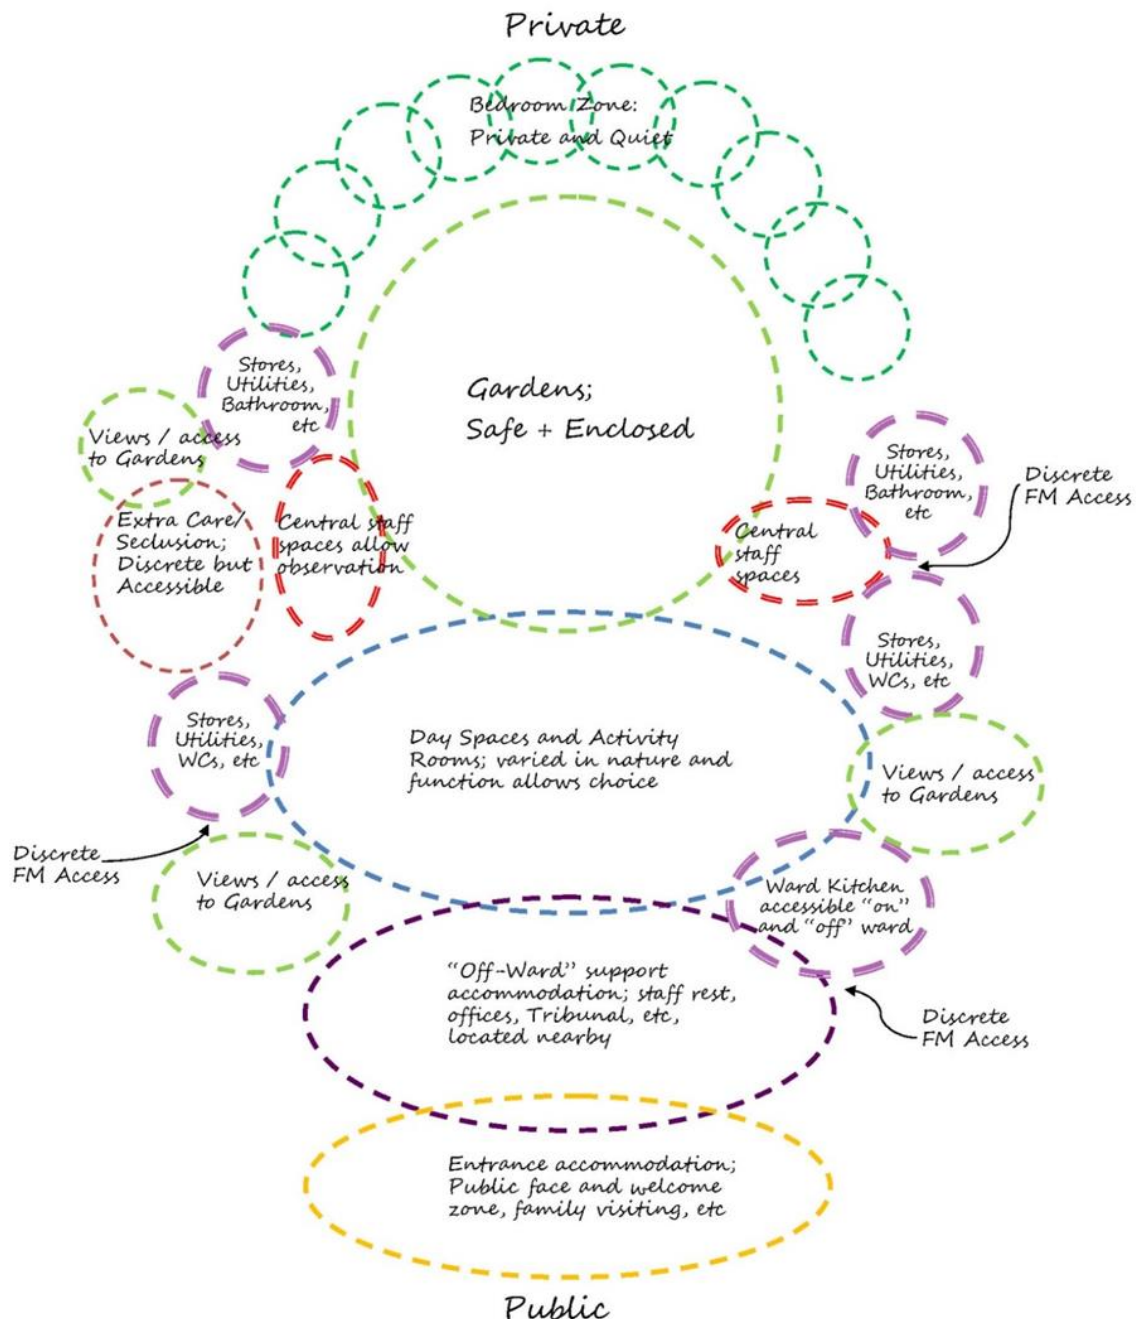 Private
Bedroom Zone:
Private and Quiet
Gardens;
Safe + Enclosed
Stores,
Utilities,
Bathroom,
etc
Views / access
to Gardens
Extra Care/
Seclusion;
Discrete but
Accessible
Central staff
spaces allow
observation
Central
staff
spaces
Stores,
Utilities,
Bathroom,
etc
Discrete
FM Access
Stores,
Utilities,
WCs, etc
Stores,
Utilities,
WCs, etc
Day Spaces and Activity
Rooms; varied in nature and
function allows choice
Views / access
to Gardens
Discrete
FM Access
Views / access
to Gardens
Ward Kitchen
accessible “on”
and “off” ward
“Off-Ward” support
accommodation; staff rest,
offices, Tribunal, etc,
located nearby
Discrete
FM Access
Entrance accommodation;
Public face and welcome
zone, family visiting, etc
Public